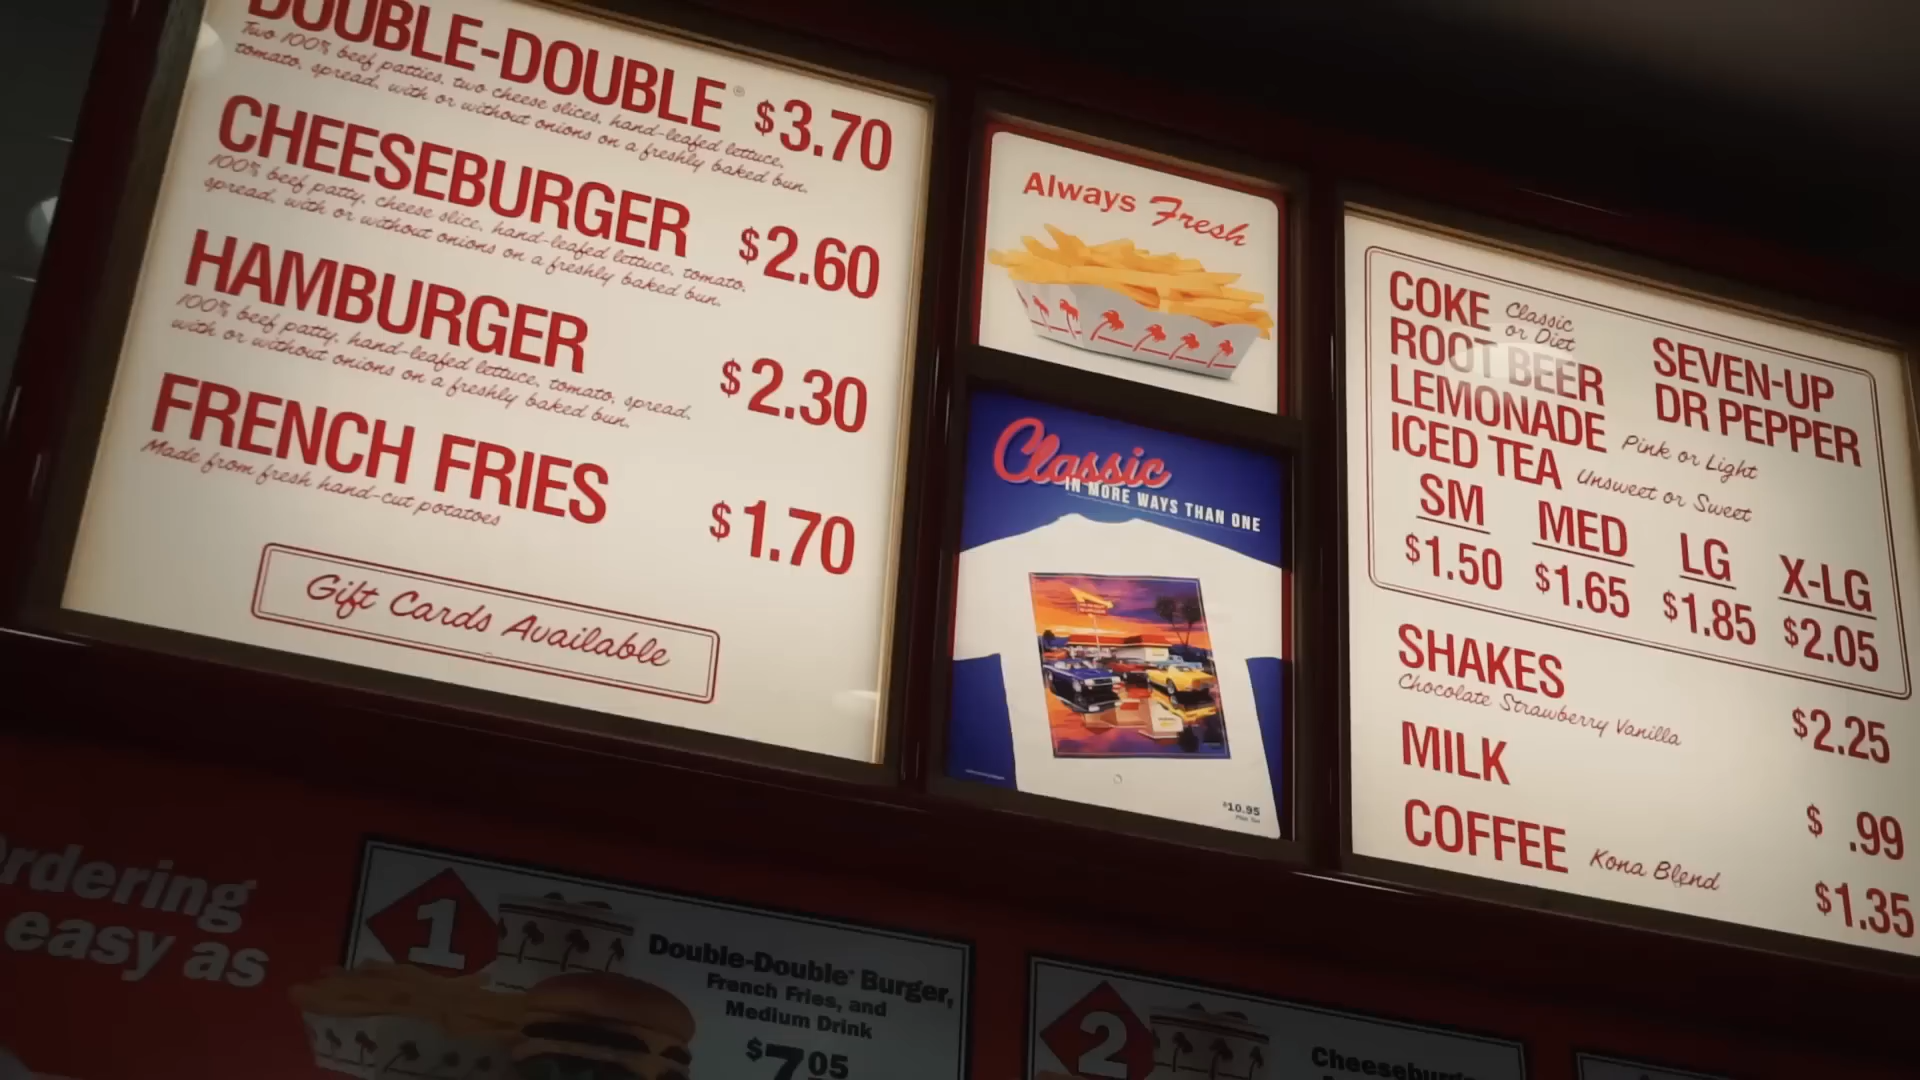 DOUBLE-DOUBLE® $3.70
Two 100% beef patties, two cheese slices, hand-leafed lettuce,
tomato, spread, with or without onions on a freshly baked bun.
CHEESEBURGER $2.60
100% beef patty, cheese slice, hand-leafed lettuce, tomato,
spread, with or without onions on a freshly baked bun.
HAMBURGER $2.30
100% beef patty, hand-leafed lettuce, tomato, spread,
with or without onions on a freshly baked bun.
FRENCH FRIES $1.70
Made from fresh hand-cut potatoes
Gift Cards Available
Always Fresh
Classic
IN MORE WAYS THAN ONE
$10.95
COKE Classic or Diet
ROOT BEER
LEMONADE Pink or Light
ICED TEA Unsweet or Sweet
SEVEN-UP
DR PEPPER
SM MED LG X-LG
$1.50 $1.65 $1.85 $2.05
SHAKES $2.25
Chocolate Strawberry Vanilla
MILK $ .99
COFFEE Kona Blend $1.35
rdering
easy as
1
Double-Double® Burger,
French Fries, and
Medium Drink
$7.05
2
Cheeseburger